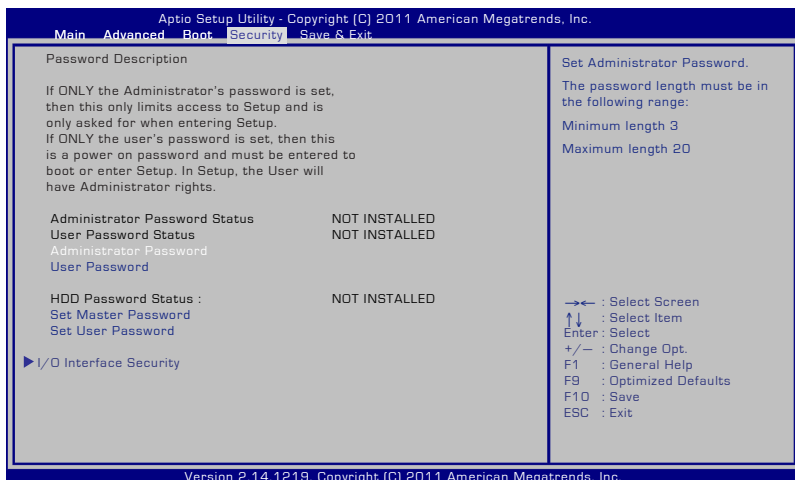 Aptio Setup Utility - Copyright (C) 2011 American Megatrends, Inc.
Main Advanced Boot Security Save & Exit
Password Description
If ONLY the Administrator's password is set,
then this only limits access to Setup and is
only asked for when entering Setup.
If ONLY the user's password is set, then this
is a power on password and must be entered to
boot or enter Setup. In Setup, the User will
have Administrator rights.
Administrator Password Status NOT INSTALLED
User Password Status NOT INSTALLED
Administrator Password
User Password
HDD Password Status : NOT INSTALLED
Set Master Password
Set User Password
I/O Interface Security
Set Administrator Password.
The password length must be in
the following range:
Minimum length 3
Maximum length 20
→← : Select Screen
↑↓ : Select Item
Enter : Select
+/— : Change Opt.
F1 : General Help
F9 : Optimized Defaults
F10 : Save
ESC : Exit
Version 2.14.1219. Copyright (C) 2011 American Megatrends, Inc.